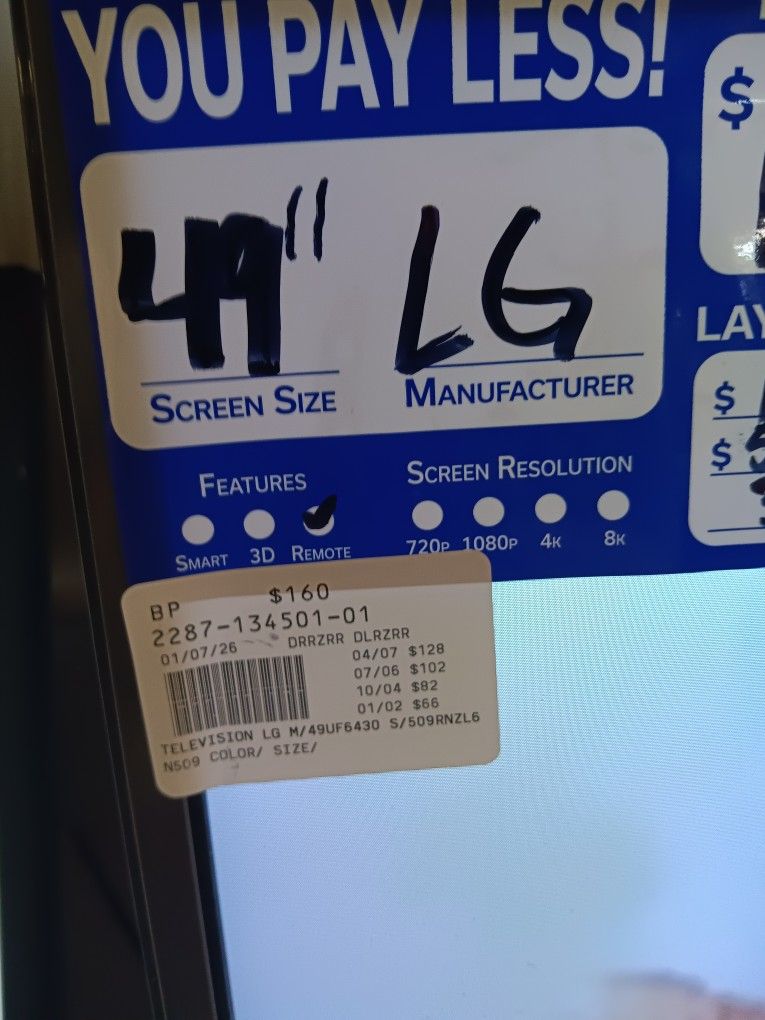 YOU PAY LESS!
49" LG
SCREEN SIZE MANUFACTURER
FEATURES SCREEN RESOLUTION
SMART 3D REMOTE 720P 1080P 4K 8K
$
LAY
$
$
BP $160
2287-134501-01
01/07/26 DRRZRR DLRZRR
04/07 $128
07/06 $102
10/04 $82
01/02 $66
TELEVISION LG M/49UF6430 S/509RNZL6
N509 COLOR/ SIZE/